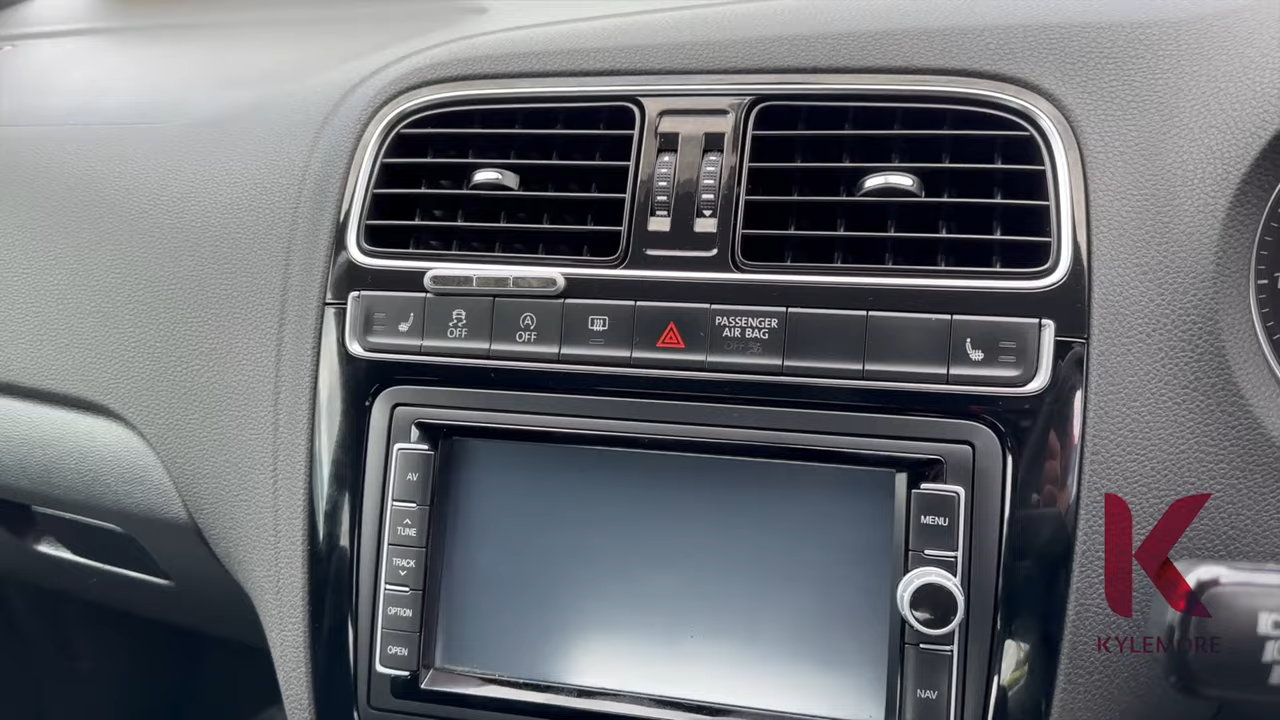 OFF
A
OFF
PASSENGER
AIR BAG
OFF
AV
TUNE
TRACK
OPTION
OPEN
MENU
NAV
K
KYLEMORE